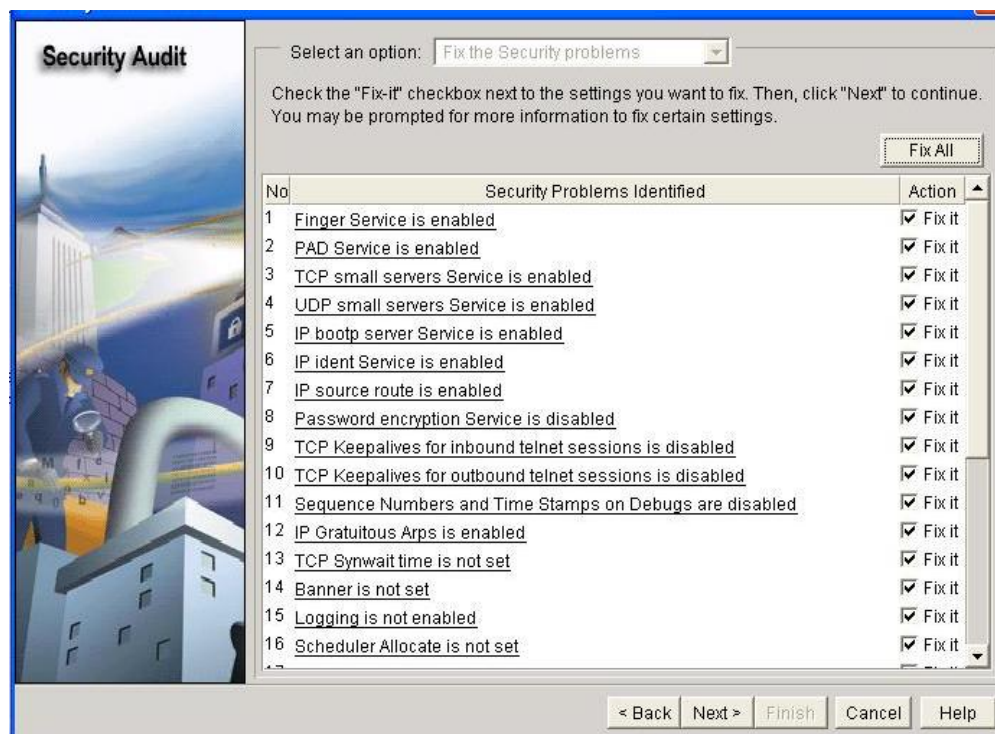 Security Audit
Select an option: Fix the Security problems
Check the "Fix-it" checkbox next to the settings you want to fix. Then, click "Next" to continue.
You may be prompted for more information to fix certain settings.
Fix All
No Security Problems Identified Action
1 Finger Service is enabled Fix it
2 PAD Service is enabled Fix it
3 TCP small servers Service is enabled Fix it
4 UDP small servers Service is enabled Fix it
5 IP bootp server Service is enabled Fix it
6 IP ident Service is enabled Fix it
7 IP source route is enabled Fix it
8 Password encryption Service is disabled Fix it
9 TCP Keepalives for inbound telnet sessions is disabled Fix it
10 TCP Keepalives for outbound telnet sessions is disabled Fix it
11 Sequence Numbers and Time Stamps on Debugs are disabled Fix it
12 IP Gratuitous Arps is enabled Fix it
13 TCP Synwait time is not set Fix it
14 Banner is not set Fix it
15 Logging is not enabled Fix it
16 Scheduler Allocate is not set Fix it
< Back Next > Finish Cancel Help